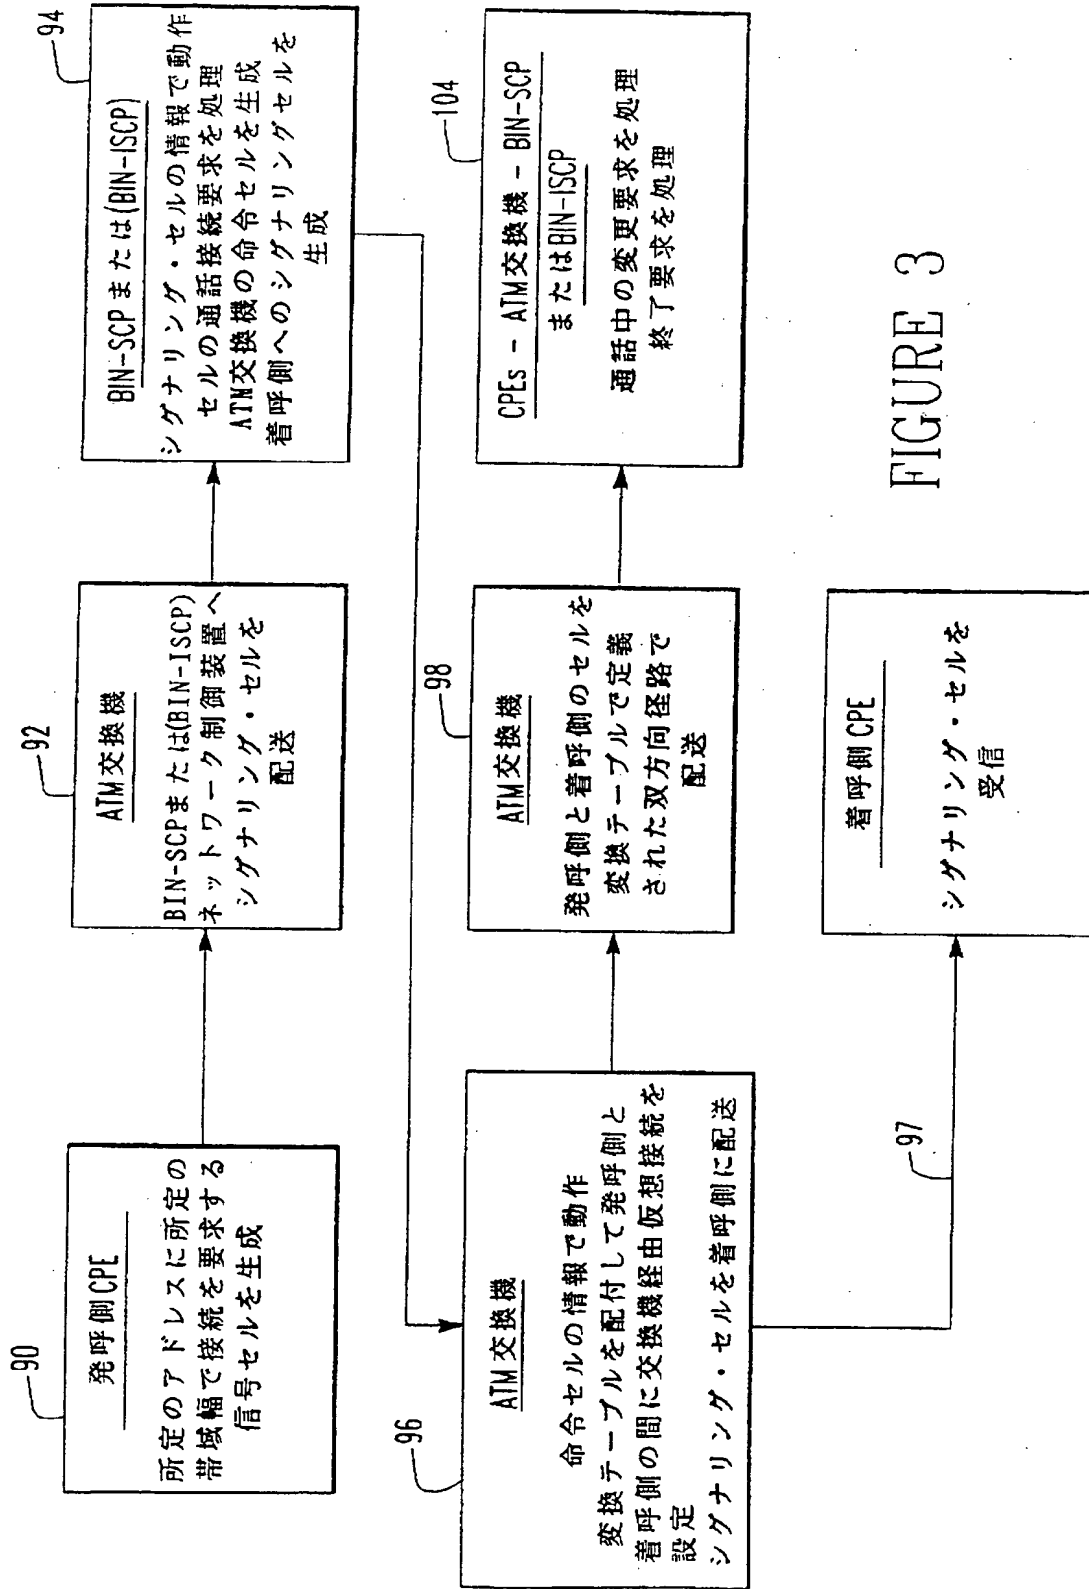 90
発呼側CPE
所定のアドレスに所定の
帯域幅で接続を要求する
信号セルを生成
92
ATM交換機
BIN-SCPまたは(BIN-ISCP)
ネットワーク制御装置へ
シグナリング・セルを
配送
94
BIN-SCPまたは(BIN-ISCP)
シグナリング・セルの情報で動作
セルの通話接続要求を処理
ATM交換機の命令セルを生成
着呼側へのシグナリングセルを
生成
96
ATM交換機
命令セルの情報で動作
変換テーブルを配付して発呼側と
着呼側の間に交換機経由仮想接続を
設定
シグナリング・セルを着呼側に配送
98
ATM交換機
発呼側と着呼側のセルを
変換テーブルで定義
された双方向経路で
配送
104
CPEs - ATM交換機 - BIN-SCP
またはBIN-ISCP
通話中の変更要求を処理
終了要求を処理
97
着呼側CPE
シグナリング・セルを
受信
FIGURE 3